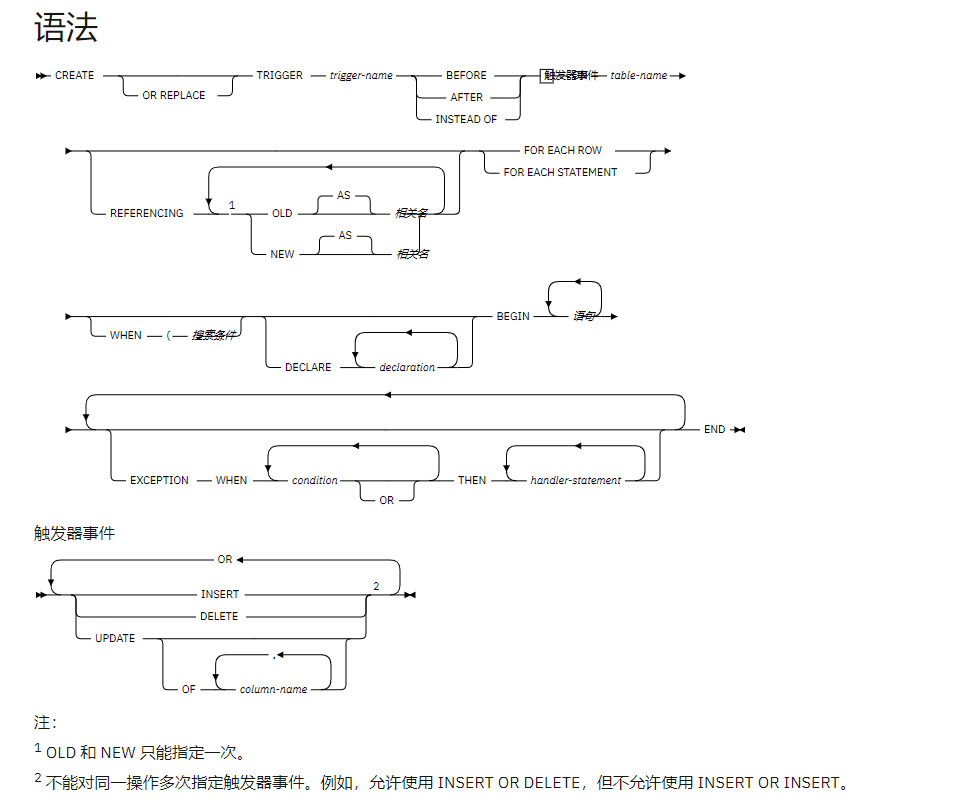 语法
CREATE OR REPLACE TRIGGER trigger-name BEFORE AFTER INSTEAD OF 触发器事件 table-name
REFERENCING 1 OLD AS 相关名 NEW AS 相关名 FOR EACH ROW FOR EACH STATEMENT
WHEN ( 搜索条件 DECLARE declaration BEGIN 语句
EXCEPTION WHEN condition OR THEN handler-statement END
触发器事件
OR
INSERT 2
DELETE
UPDATE
,
OF column-name
注：
1 OLD 和 NEW 只能指定一次。
2 不能对同一操作多次指定触发器事件。例如，允许使用 INSERT OR DELETE，但不允许使用 INSERT OR INSERT。